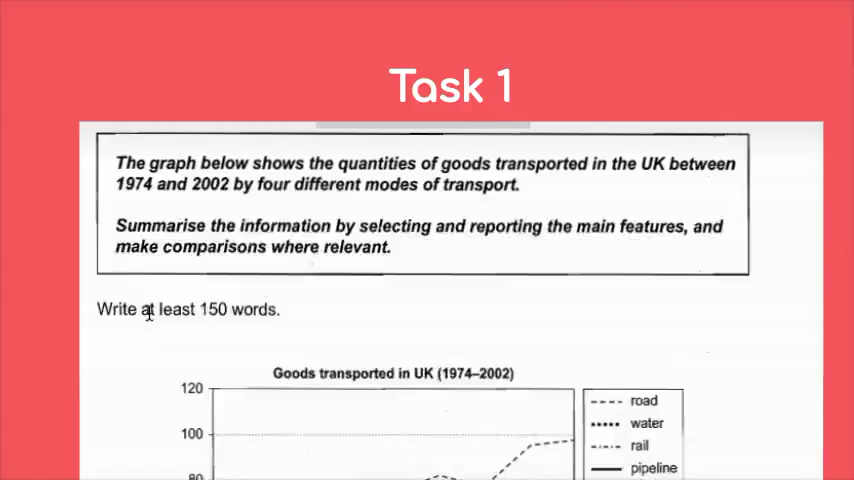 Task 1
The graph below shows the quantities of goods transported in the UK between
1974 and 2002 by four different modes of transport.
Summarise the information by selecting and reporting the main features, and
make comparisons where relevant.
Write at least 150 words.
Goods transported in UK (1974–2002)
120
100
80
road
water
rail
pipeline